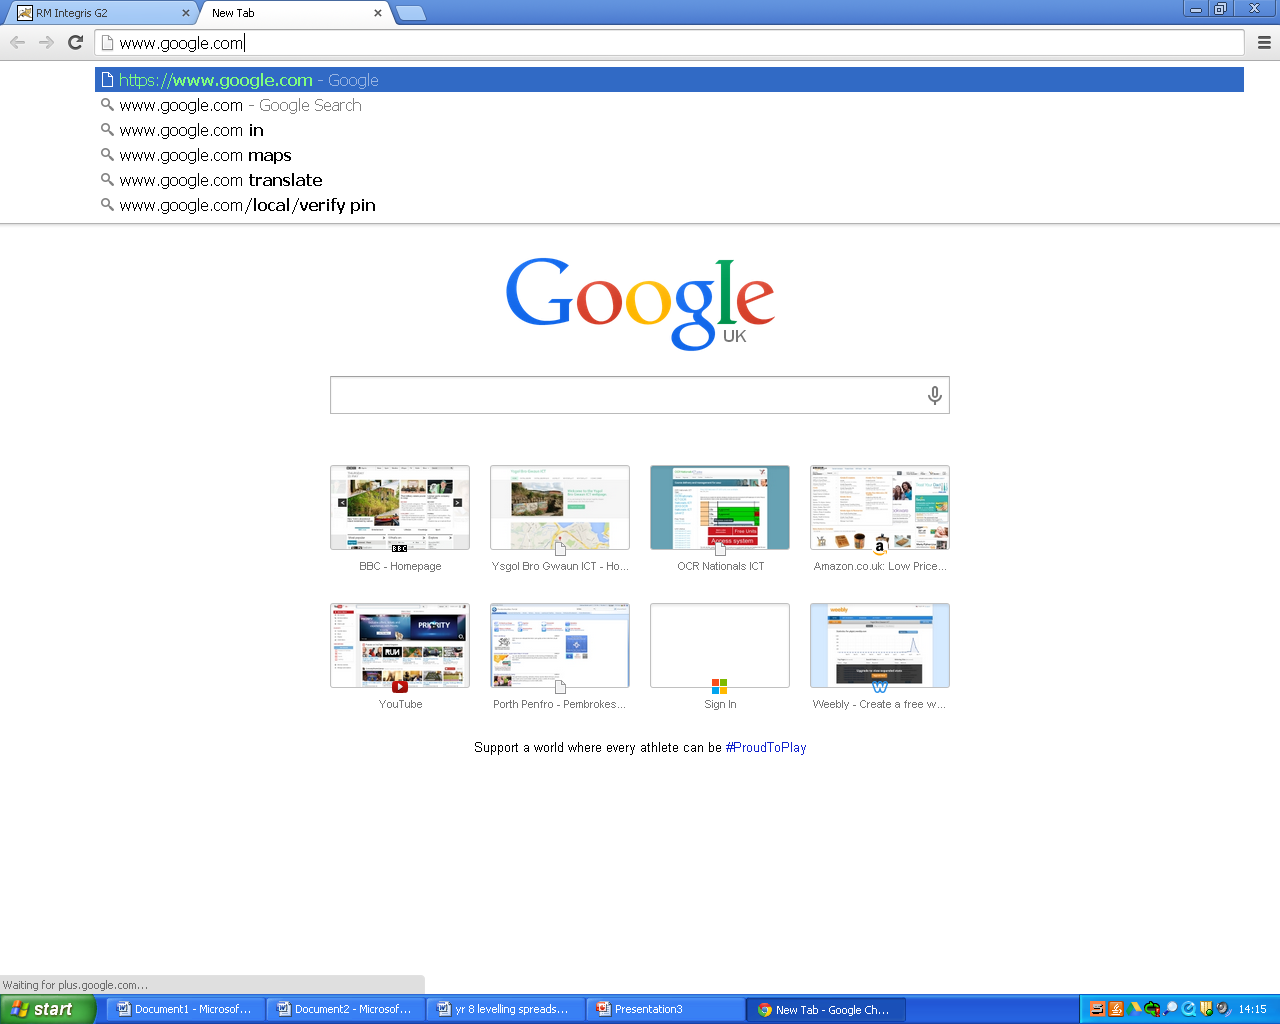 RM Integris G2
New Tab
www.google.com
https://www.google.com - Google
www.google.com - Google Search
www.google.com in
www.google.com maps
www.google.com translate
www.google.com/local/verify pin
Google
UK
BBC - Homepage
Ysgol Bro Gwaun ICT - Ho...
OCR Nationals ICT
Amazon.co.uk: Low Price...
YouTube
Porth Penfro - Pembrokes...
Sign In
Weebly - Create a free w...
Support a world where every athlete can be #ProudToPlay
Waiting for plus.google.com...
start
Document1 - Microsof...
Document2 - Microsof...
yr 8 levelling spreads...
Presentation3
New Tab - Google Ch...
14:15